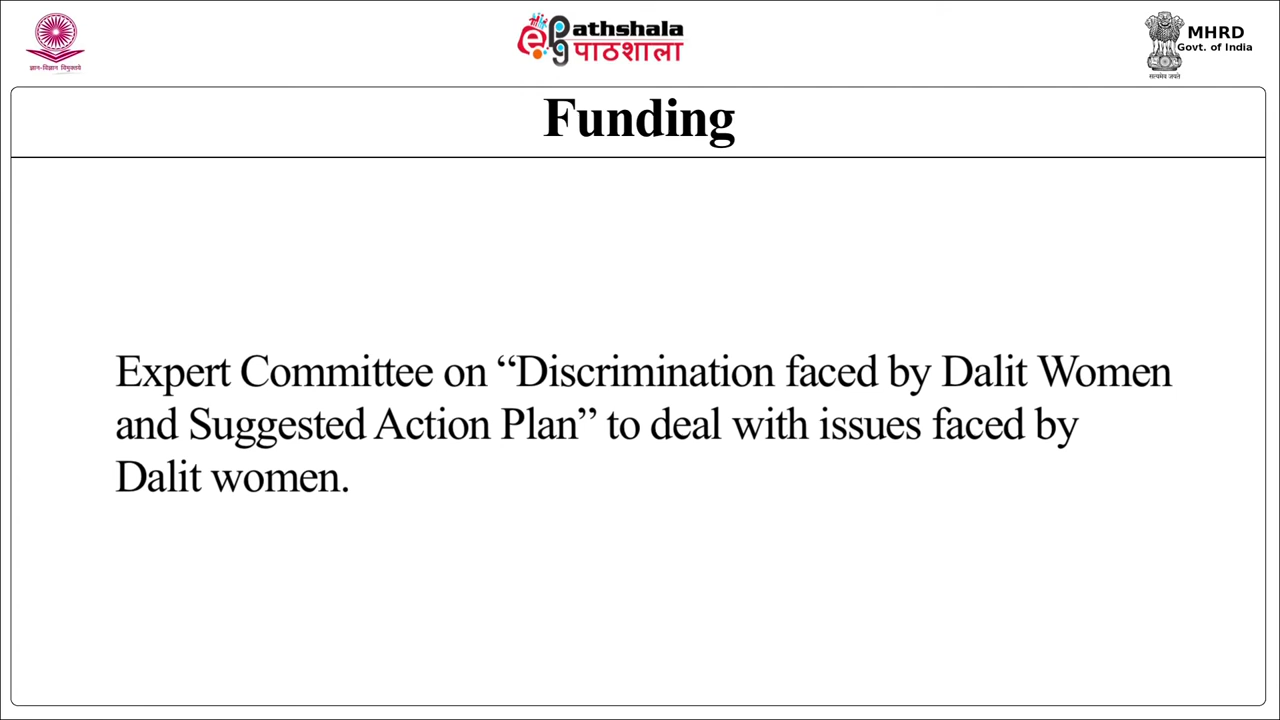 ज्ञान-विज्ञान विमुक्तये
ePathshala
पाठशाला
MHRD
Govt. of India
सत्यमेव जयते
Funding
Expert Committee on “Discrimination faced by Dalit Women
and Suggested Action Plan” to deal with issues faced by
Dalit women.